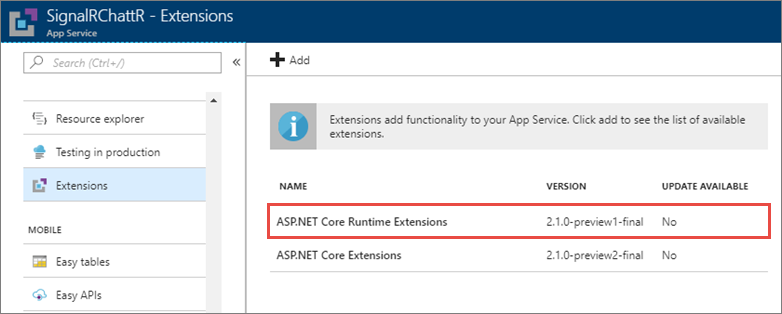 SignalRChattR - Extensions
App Service
Search (Ctrl+/)
Add
Resource explorer
Testing in production
Extensions
MOBILE
Easy tables
Easy APIs
Extensions add functionality to your App Service. Click add to see the list of available
extensions.
NAME VERSION UPDATE AVAILABLE
ASP.NET Core Runtime Extensions 2.1.0-preview1-final No
ASP.NET Core Extensions 2.1.0-preview2-final No